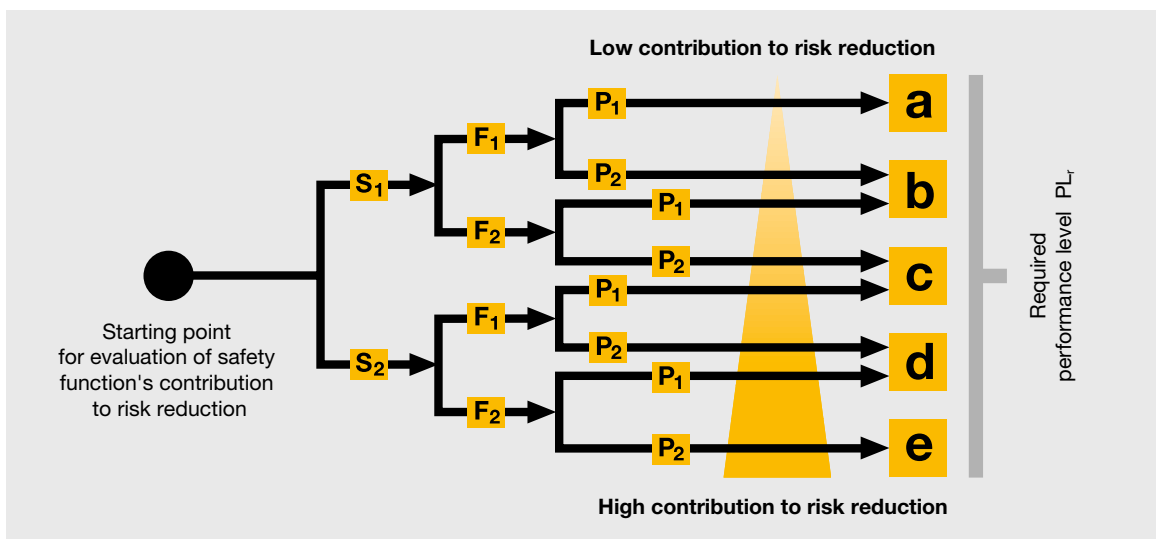 Low contribution to risk reduction
P1
a
F1
P2
b
S1
P1
F2
P2
c
P1
F1
P2
d
S2
P1
F2
P2
e
Starting point
for evaluation of safety
function's contribution
to risk reduction
High contribution to risk reduction
Required
performance level PLr